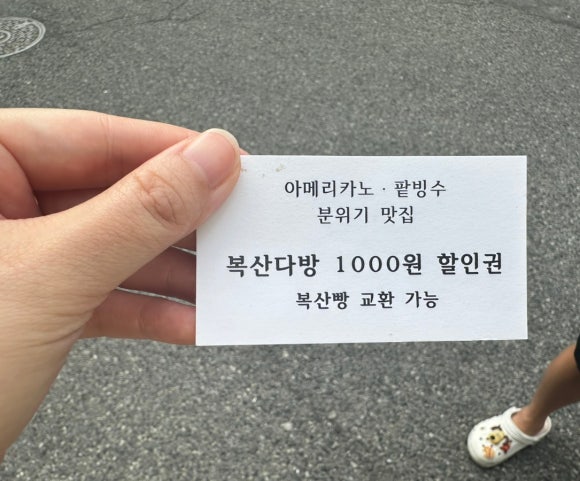 아메리카노 · 팥빙수
분위기 맛집
복산다방 1000원 할인권
복산빵 교환 가능